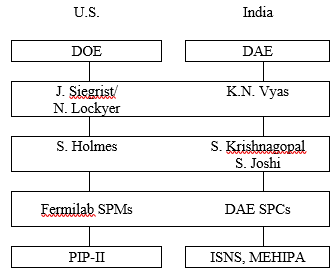 U.S. India
DOE DAE
J. Siegrist/ K.N. Vyas
N. Lockyer
S. Holmes S. Krishnagopal
S. Joshi
Fermilab SPMs DAE SPCs
PIP-II ISNS, MEHIPA